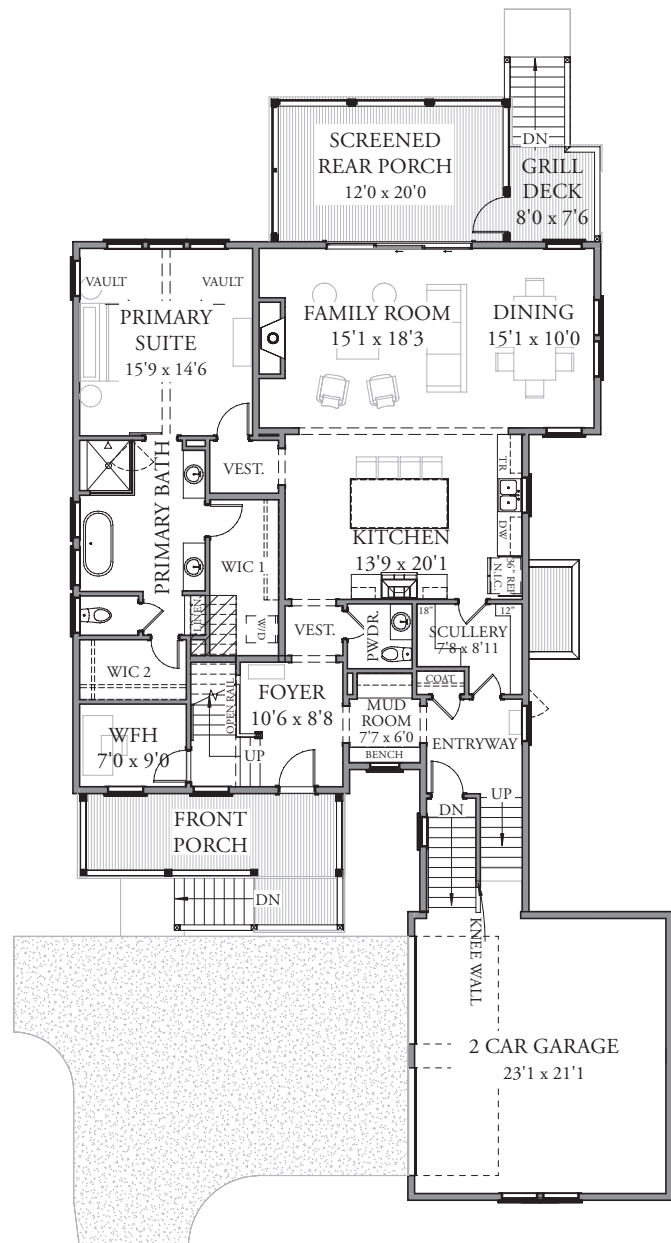 DN
SCREENED
REAR PORCH
12'0 x 20'0
GRILL
DECK
8'0 x 7'6
VAULT
VAULT
PRIMARY
SUITE
15'9 x 14'6
FAMILY ROOM
15'1 x 18'3
DINING
15'1 x 10'0
VEST.
PRIMARY BATH
TR.
DW
KITCHEN
13'9 x 20'1
36" REF
N.I.C.
WIC 1
LINEN
W/D
VEST.
PWDR.
18"
12"
SCULLERY
7'8 x 8'11
WIC 2
COAT
OPEN RAIL
FOYER
10'6 x 8'8
MUD
ROOM
7'7 x 6'0
BENCH
ENTRYWAY
WFH
7'0 x 9'0
UP
FRONT
PORCH
DN
DN
UP
KNEE WALL
2 CAR GARAGE
23'1 x 21'1